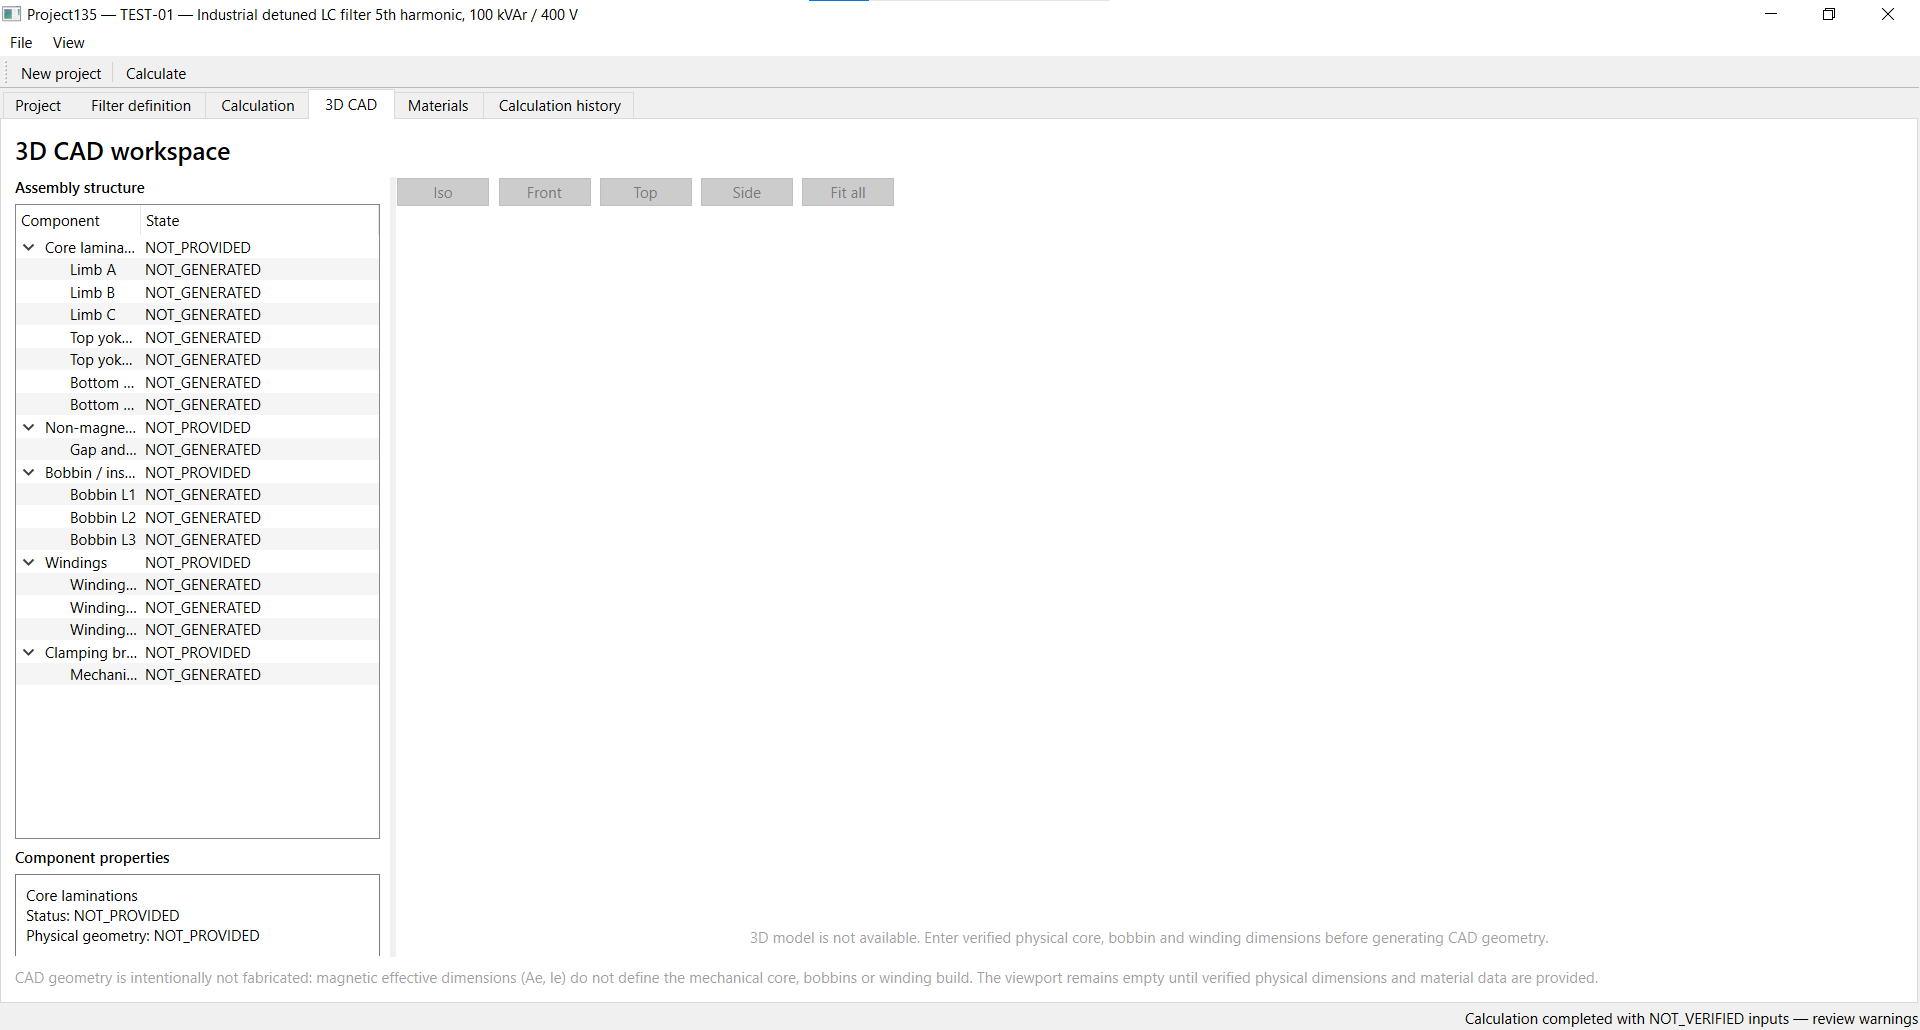 Project135 — TEST-01 — Industrial detuned LC filter 5th harmonic, 100 kVAr / 400 V
File View
New project Calculate
Project Filter definition Calculation 3D CAD Materials Calculation history
3D CAD workspace
Assembly structure
Iso Front Top Side Fit all
Component State
Core lamina... NOT_PROVIDED
Limb A NOT_GENERATED
Limb B NOT_GENERATED
Limb C NOT_GENERATED
Top yok... NOT_GENERATED
Top yok... NOT_GENERATED
Bottom ... NOT_GENERATED
Bottom ... NOT_GENERATED
Non-magne... NOT_PROVIDED
Gap and... NOT_GENERATED
Bobbin / ins... NOT_PROVIDED
Bobbin L1 NOT_GENERATED
Bobbin L2 NOT_GENERATED
Bobbin L3 NOT_GENERATED
Windings NOT_PROVIDED
Winding... NOT_GENERATED
Winding... NOT_GENERATED
Winding... NOT_GENERATED
Clamping br... NOT_PROVIDED
Mechani... NOT_GENERATED
Component properties
Core laminations
Status: NOT_PROVIDED
Physical geometry: NOT_PROVIDED
3D model is not available. Enter verified physical core, bobbin and winding dimensions before generating CAD geometry.
CAD geometry is intentionally not fabricated: magnetic effective dimensions (Ae, le) do not define the mechanical core, bobbins or winding build. The viewport remains empty until verified physical dimensions and material data are provided.
Calculation completed with NOT_VERIFIED inputs — review warnings